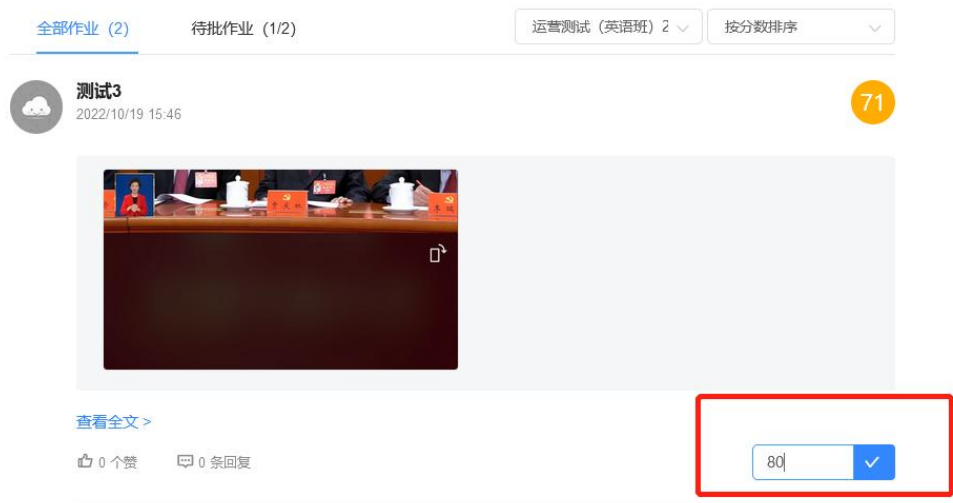 全部作业 (2)
待批作业 (1/2)
运营测试（英语班）2
按分数排序
测试3
2022/10/19 15:46
71
查看全文 >
0 个赞
0 条回复
80